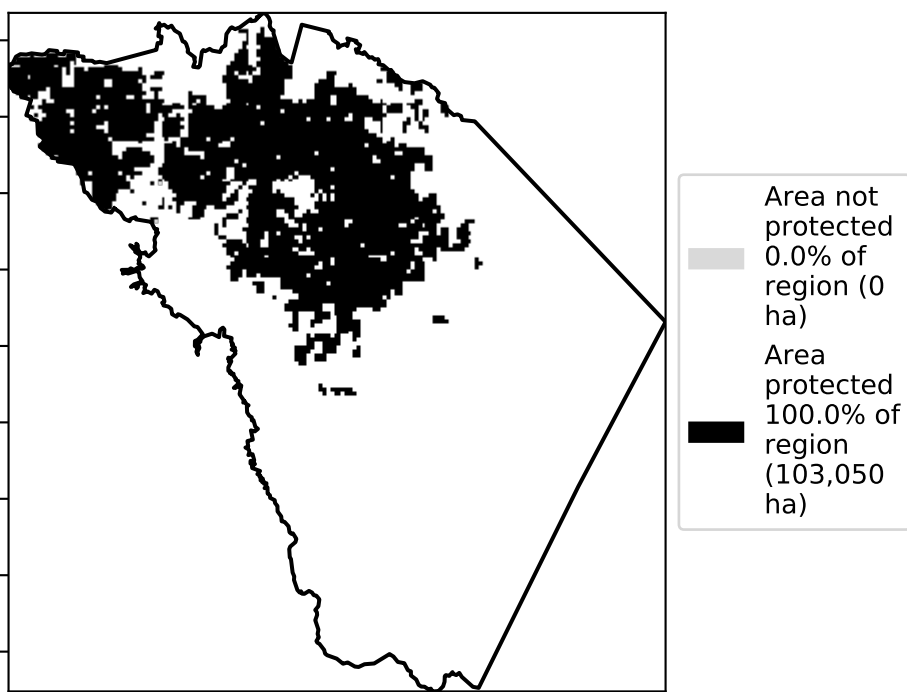 Area not
protected
0.0% of
region (0
ha)
Area
protected
100.0% of
region
(103,050
ha)